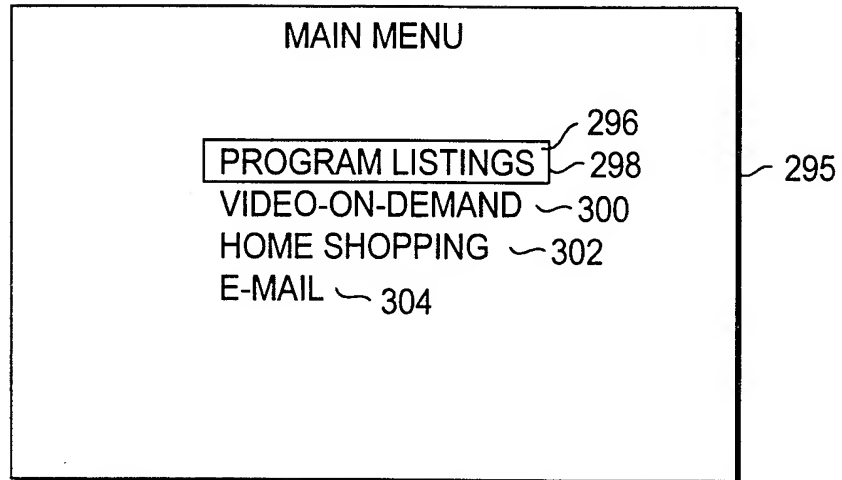 MAIN MENU
296
PROGRAM LISTINGS 298
295
VIDEO-ON-DEMAND 300
HOME SHOPPING 302
E-MAIL 304